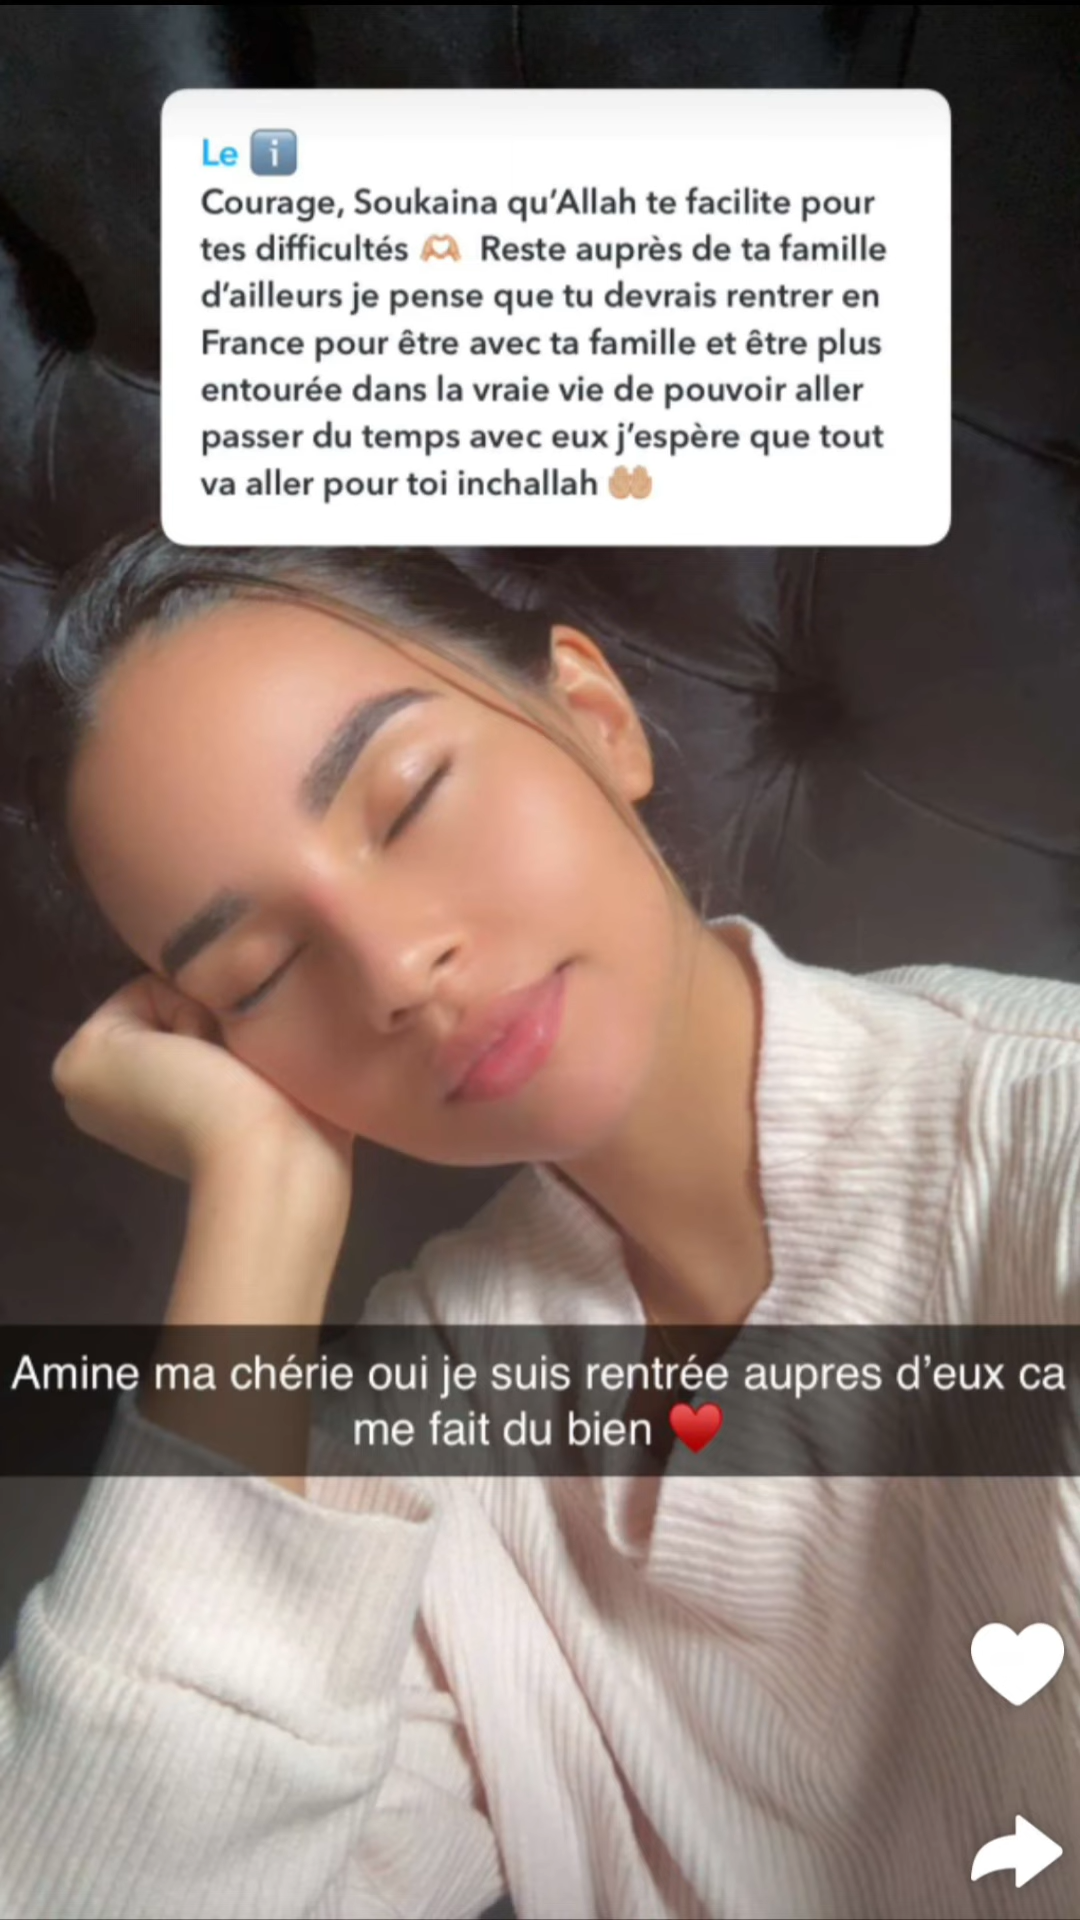 Le ℹ️
Courage, Soukaina qu’Allah te facilite pour
tes difficultés 🫶🏼 Reste auprès de ta famille
d’ailleurs je pense que tu devrais rentrer en
France pour être avec ta famille et être plus
entourée dans la vraie vie de pouvoir aller
passer du temps avec eux j’espère que tout
va aller pour toi inchallah 🤲🏼
Amine ma chérie oui je suis rentrée aupres d’eux ca
me fait du bien ♥️